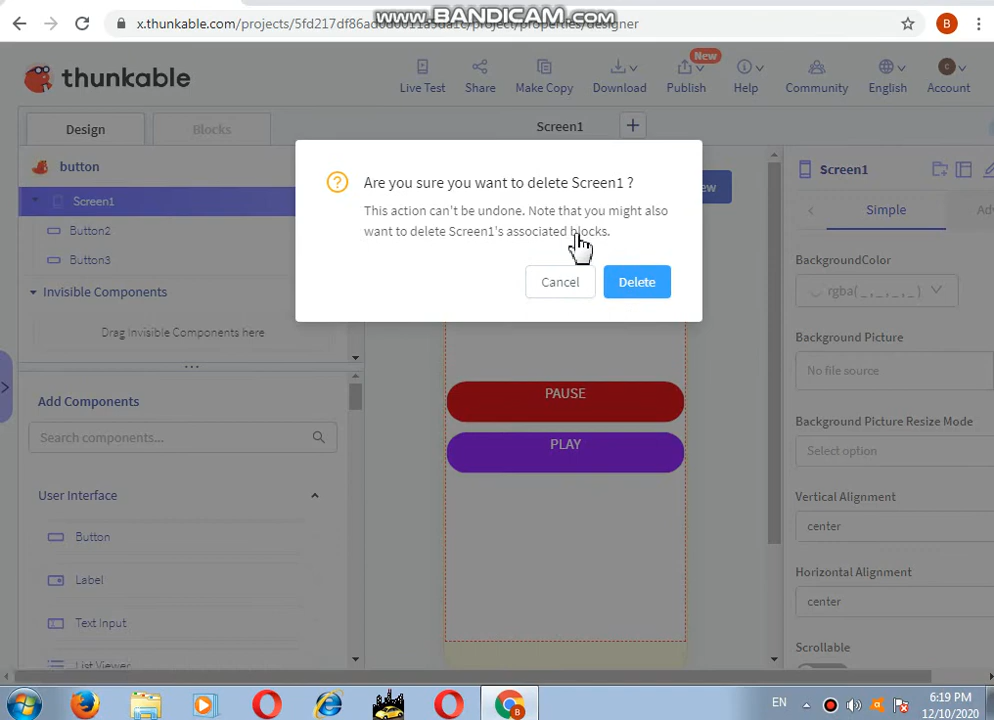 www.BANDICAM.com
x.thunkable.com/projects/5fd217df86ad0d0011a5da1c/project/properties/designer
B
thunkable
Live Test
Share
Make Copy
Download
New
Publish
Help
Community
English
C
Account
Design
Blocks
Screen1
+
button
Screen1
Button2
Button3
Invisible Components
Drag Invisible Components here
Add Components
Search components...
User Interface
Button
Label
Text Input
List Viewer
Are you sure you want to delete Screen1 ?
This action can't be undone. Note that you might also
want to delete Screen1's associated blocks.
Cancel
Delete
PAUSE
PLAY
Screen1
Simple
BackgroundColor
rgba(_,_,_,_)
Background Picture
No file source
Background Picture Resize Mode
Select option
Vertical Alignment
center
Horizontal Alignment
center
Scrollable
EN
6:19 PM
12/10/2020